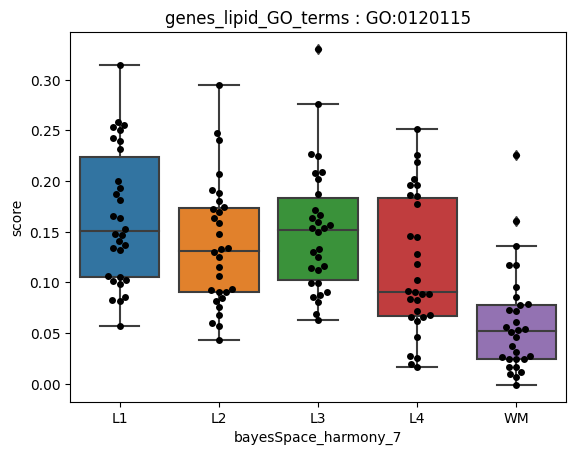 genes_lipid_GO_terms : GO:0120115
score
0.30
0.25
0.20
0.15
0.10
0.05
0.00
L1 L2 L3 L4 WM
bayesSpace_harmony_7